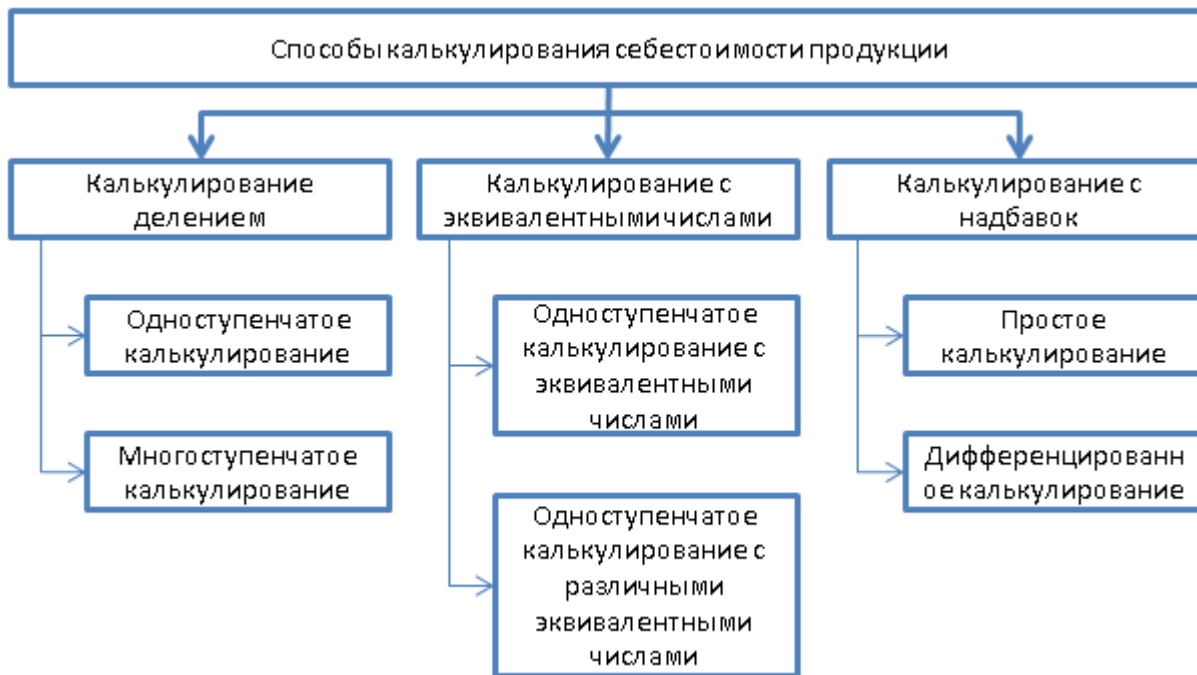 Способы калькулирования себестоимости продукции
Калькулирование
делением
Калькулирование с
эквивалентными числами
Калькулирование с
надбавок
Одноступенчатое
калькулирование
Многоступенчатое
калькулирование
Одноступенчатое
калькулирование с
эквивалентными
числами
Одноступенчатое
калькулирование с
различными
эквивалентными
числами
Простое
калькулирование
Дифференцированн
ое калькулирование